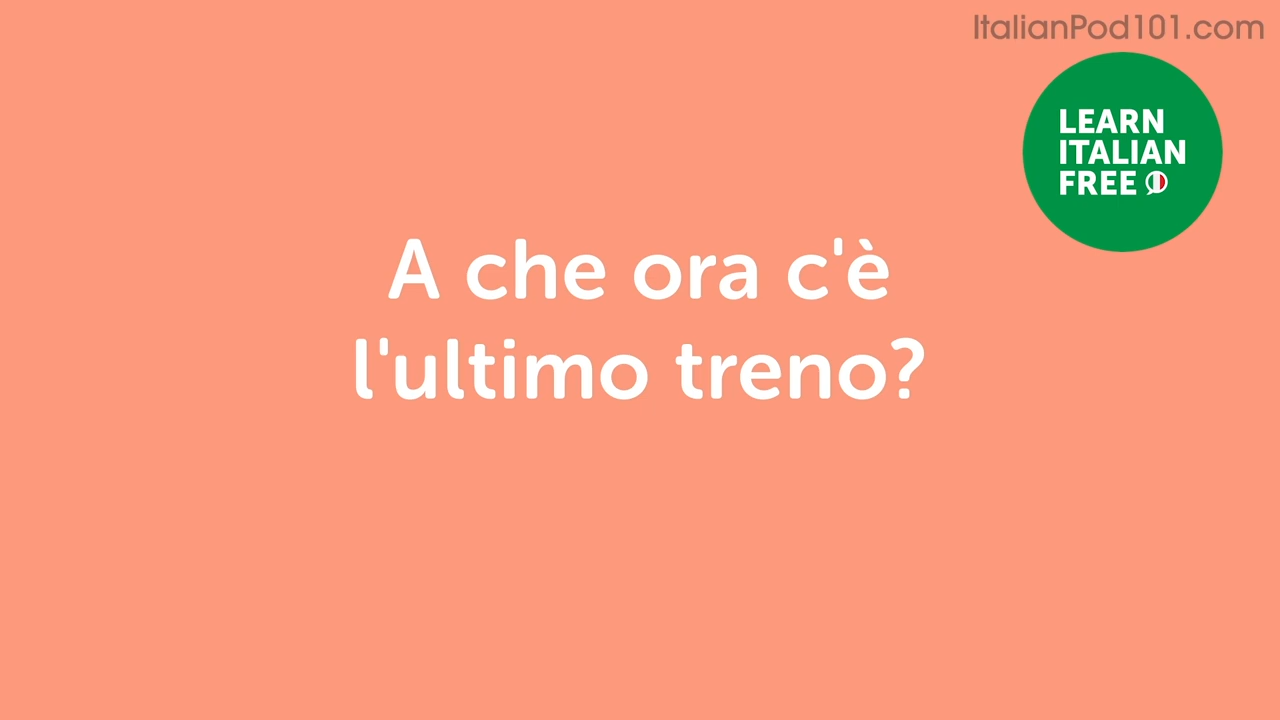 ItalianPod101.com
LEARN
ITALIAN
FREE
A che ora c'è
l'ultimo treno?